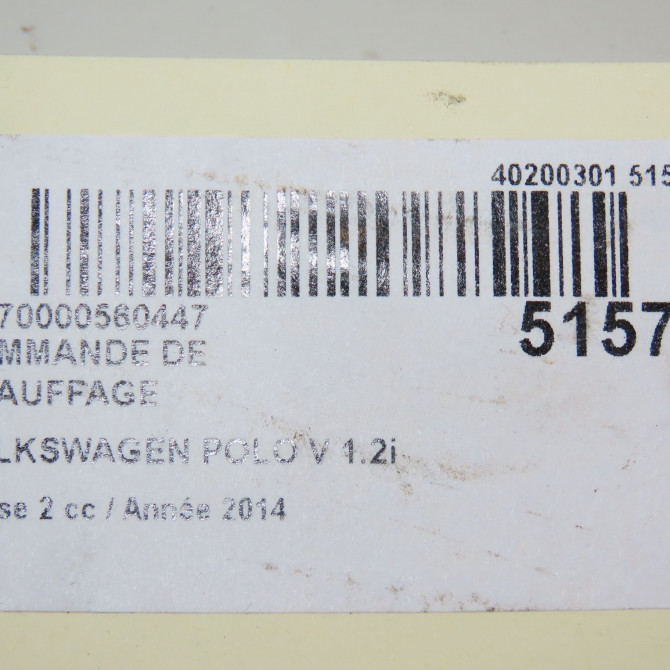 40200301 515
70000560447
5157
MMANDE DE
AUFFAGE
LKSWAGEN POLO V 1.2i
se 2 cc / Année 2014